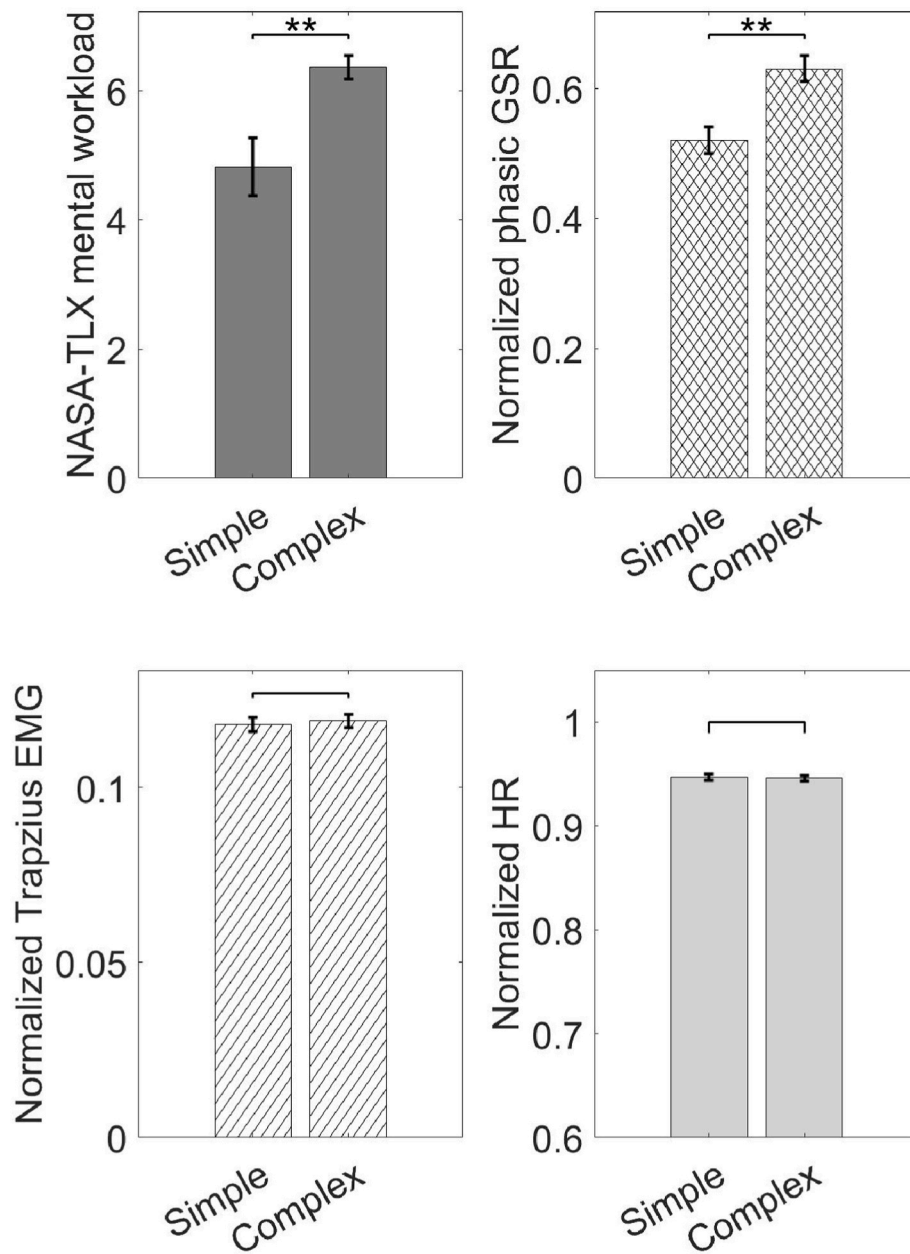 NASA-TLX mental workload
6
4
2
0
**
Simple
Complex
Normalized phasic GSR
0.6
0.4
0.2
0
**
Simple
Complex
Normalized Trapzius EMG
0.1
0.05
0
Simple
Complex
Normalized HR
1
0.9
0.8
0.7
0.6
Simple
Complex